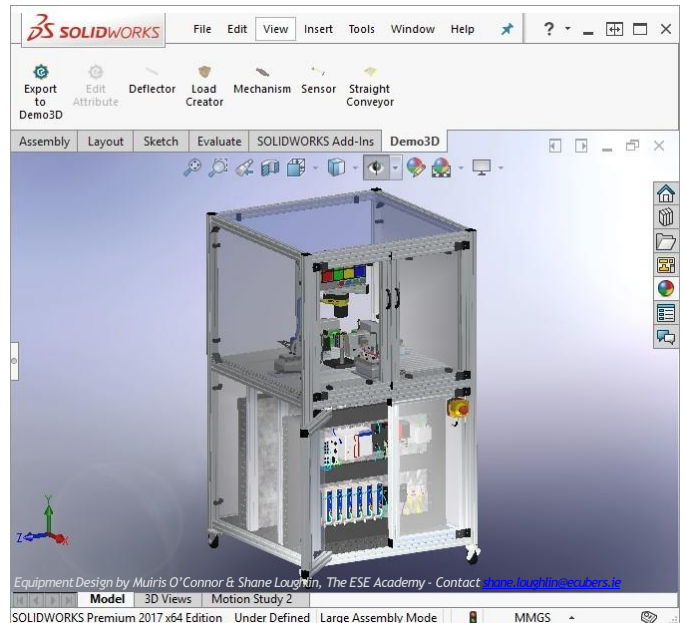 SOLIDWORKS File Edit View Insert Tools Window Help ?
Export to Demo3D
Edit Attribute
Deflector
Load Creator
Mechanism
Sensor
Straight Conveyor
Assembly Layout Sketch Evaluate SOLIDWORKS Add-Ins Demo3D
Y
Z X
Equipment Design by Muiris O'Connor & Shane Loughlin, The ESE Academy - Contact shane.loughlin@ecubers.ie
Model 3D Views Motion Study 2
SOLIDWORKS Premium 2017 x64 Edition Under Defined Large Assembly Mode MMGS